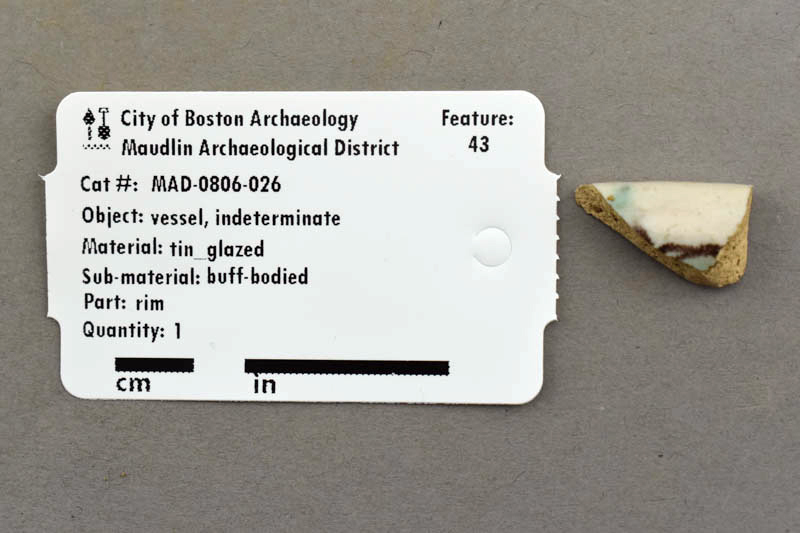 City of Boston Archaeology
Maudlin Archaeological District
Feature:
43
Cat #: MAD-0806-026
Object: vessel, indeterminate
Material: tin_glazed
Sub-material: buff-bodied
Part: rim
Quantity: 1
cm in